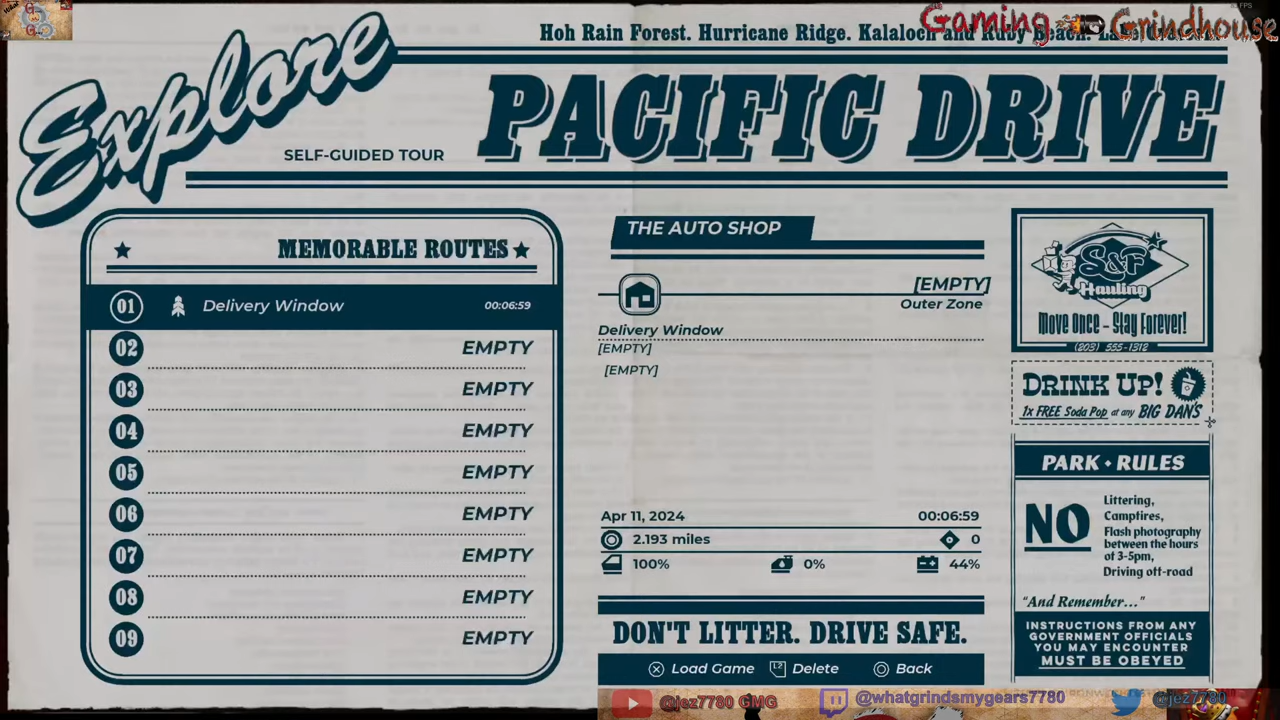 Gaming Grindhouse
Hoh Rain Forest. Hurricane Ridge. Kalaloch and Ruby Beach.
Explore
PACIFIC DRIVE
SELF-GUIDED TOUR
MEMORABLE ROUTES
01 Delivery Window 00:06:59
02 EMPTY
03 EMPTY
04 EMPTY
05 EMPTY
06 EMPTY
07 EMPTY
08 EMPTY
09 EMPTY
THE AUTO SHOP
[EMPTY]
Outer Zone
Delivery Window
[EMPTY]
[EMPTY]
Apr 11, 2024 00:06:59
2.193 miles 0
100% 0% 44%
DON'T LITTER. DRIVE SAFE.
Load Game L2 Delete Back
S&F
Hauling
Move Once - Stay Forever!
(203) 555-1312
DRINK UP!
1x FREE Soda Pop at any BIG DAN'S
PARK • RULES
NO
Littering,
Campfires,
Flash photography
between the hours
of 3-5pm,
Driving off-road
"And Remember..."
INSTRUCTIONS FROM ANY
GOVERNMENT OFFICIALS
YOU MAY ENCOUNTER
MUST BE OBEYED
@jez7780 GMG @whatgrindsmygears7780 @jez7780